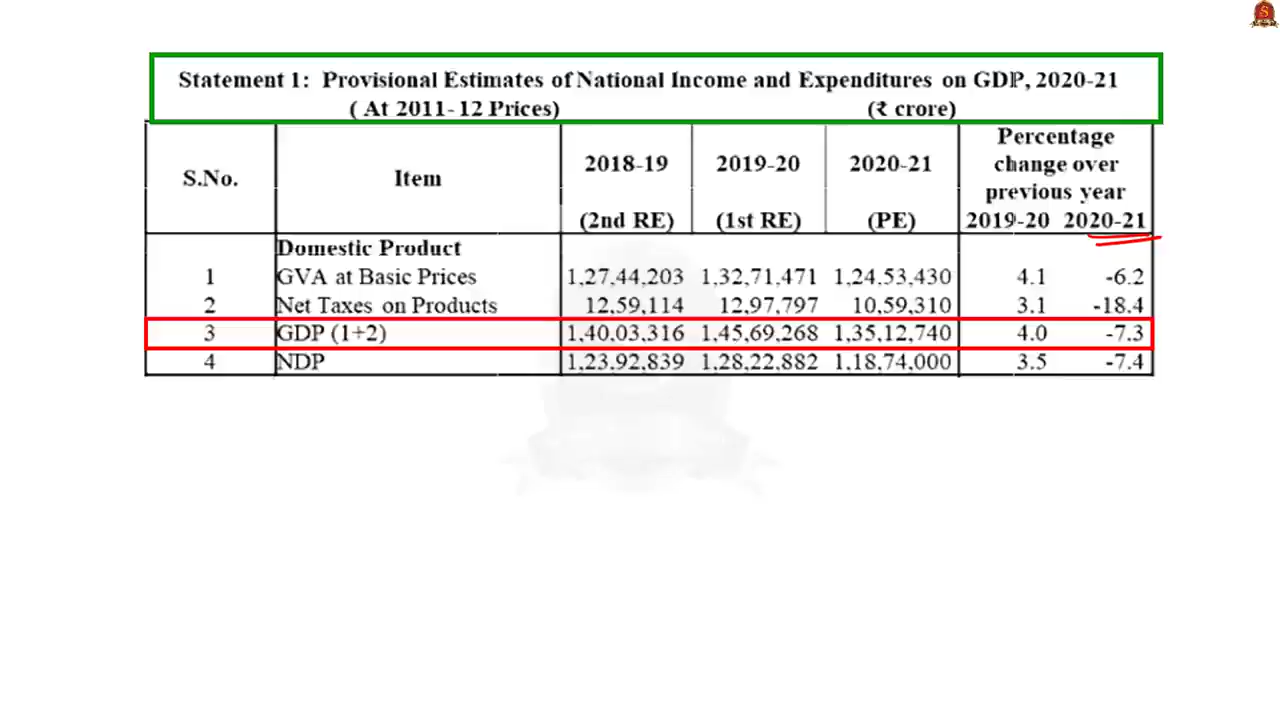 Statement 1: Provisional Estimates of National Income and Expenditures on GDP, 2020-21
( At 2011-12 Prices) (₹ crore)
S.No. Item 2018-19 (2nd RE) 2019-20 (1st RE) 2020-21 (PE) Percentage change over previous year 2019-20 2020-21
Domestic Product
1 GVA at Basic Prices 1,27,44,203 1,32,71,471 1,24,53,430 4.1 -6.2
2 Net Taxes on Products 12,59,114 12,97,797 10,59,310 3.1 -18.4
3 GDP (1+2) 1,40,03,316 1,45,69,268 1,35,12,740 4.0 -7.3
4 NDP 1,23,92,839 1,28,22,882 1,18,74,000 3.5 -7.4